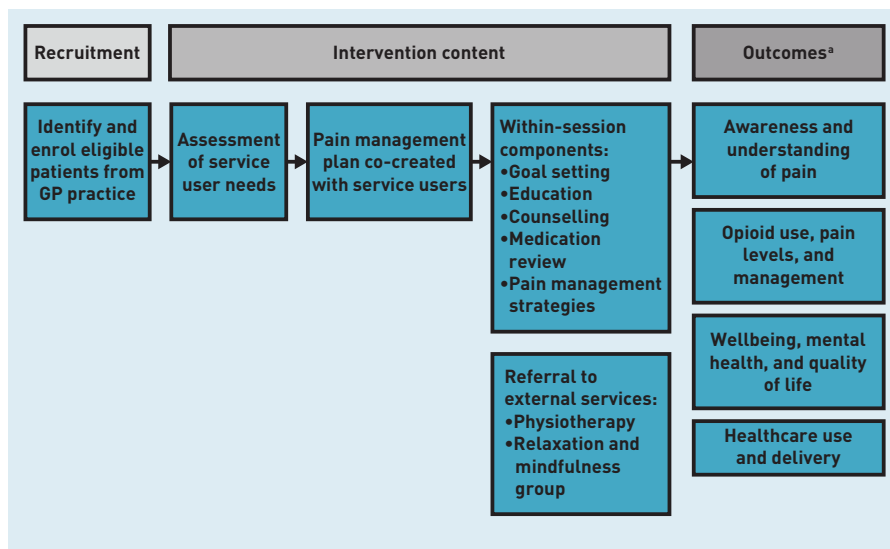 Recruitment
Intervention content
Outcomesᵃ
Identify and
enrol eligible
patients from
GP practice
Assessment
of service
user needs
Pain management
plan co-created
with service users
Within-session
components:
•Goal setting
•Education
•Counselling
•Medication
review
•Pain management
strategies
Referral to
external services:
•Physiotherapy
•Relaxation and
mindfulness
group
Awareness and
understanding
of pain
Opioid use, pain
levels, and
management
Wellbeing, mental
health, and quality
of life
Healthcare use
and delivery